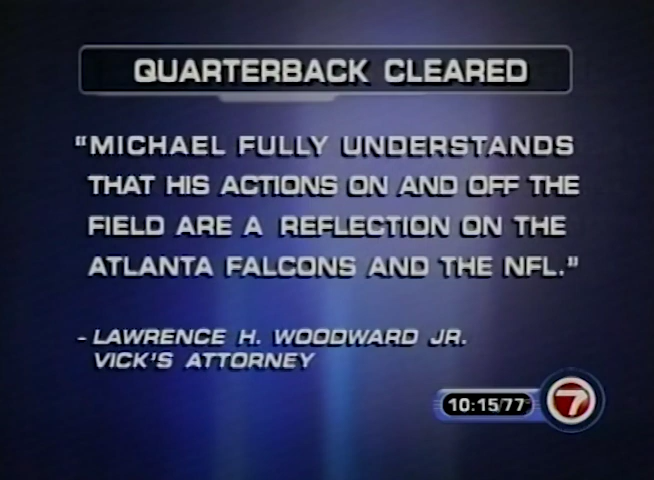 QUARTERBACK CLEARED
"MICHAEL FULLY UNDERSTANDS
THAT HIS ACTIONS ON AND OFF THE
FIELD ARE A REFLECTION ON THE
ATLANTA FALCONS AND THE NFL."
- LAWRENCE H. WOODWARD JR.
VICK'S ATTORNEY
10:15/77° 7